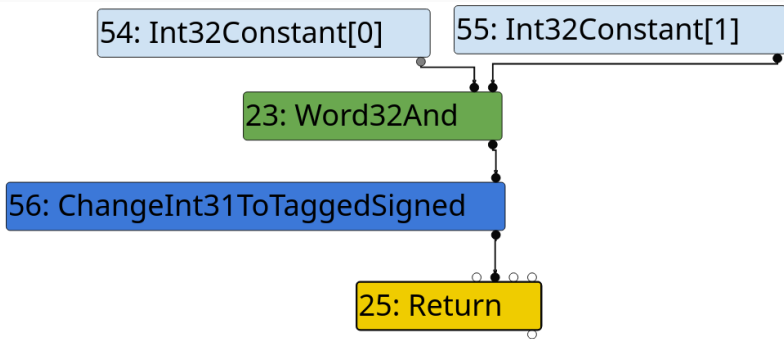 54: Int32Constant[0]
55: Int32Constant[1]
23: Word32And
56: ChangeInt31ToTaggedSigned
25: Return